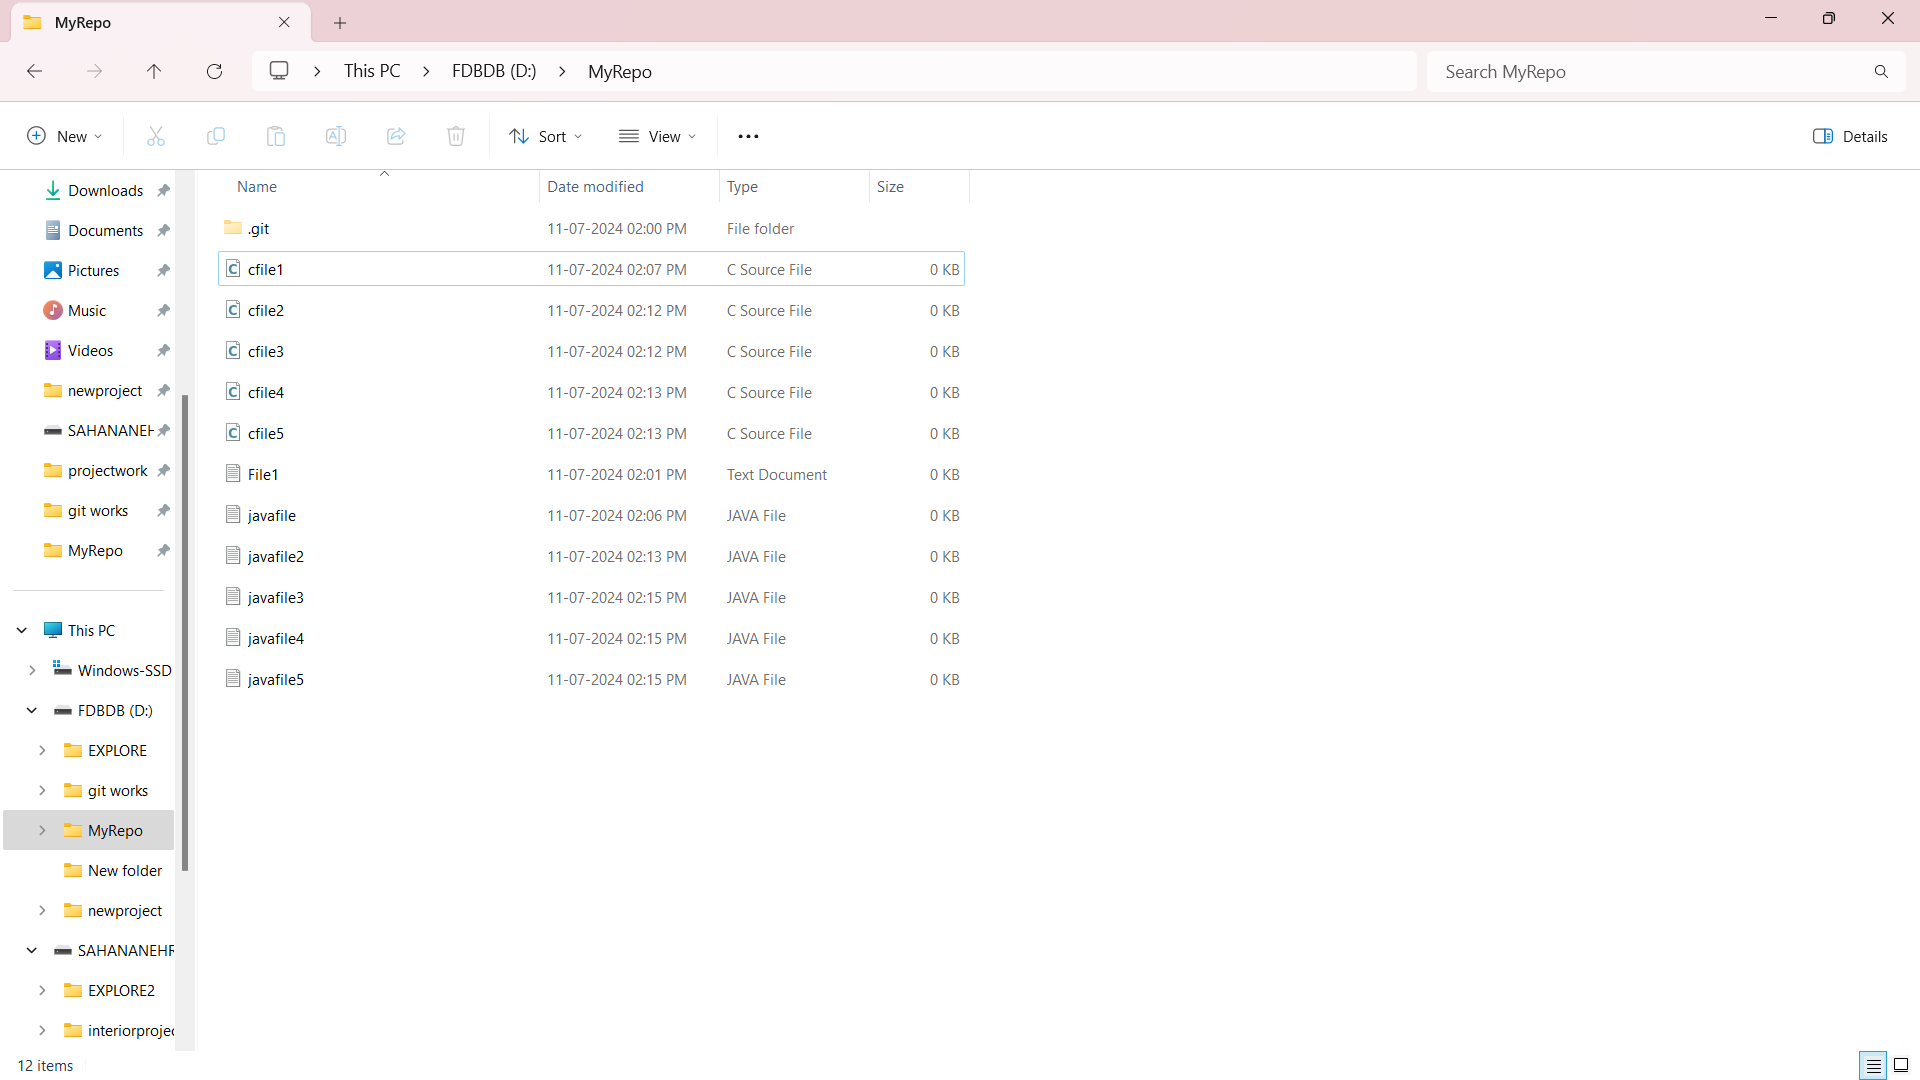 MyRepo
This PC > FDBDB (D:) > MyRepo
Search MyRepo
New
Sort
View
Details
Name Date modified Type Size
.git 11-07-2024 02:00 PM File folder
cfile1 11-07-2024 02:07 PM C Source File 0 KB
cfile2 11-07-2024 02:12 PM C Source File 0 KB
cfile3 11-07-2024 02:12 PM C Source File 0 KB
cfile4 11-07-2024 02:13 PM C Source File 0 KB
cfile5 11-07-2024 02:13 PM C Source File 0 KB
File1 11-07-2024 02:01 PM Text Document 0 KB
javafile 11-07-2024 02:06 PM JAVA File 0 KB
javafile2 11-07-2024 02:13 PM JAVA File 0 KB
javafile3 11-07-2024 02:15 PM JAVA File 0 KB
javafile4 11-07-2024 02:15 PM JAVA File 0 KB
javafile5 11-07-2024 02:15 PM JAVA File 0 KB
Downloads
Documents
Pictures
Music
Videos
newproject
SAHANANEH
projectwork
git works
MyRepo
This PC
Windows-SSD
FDBDB (D:)
EXPLORE
git works
MyRepo
New folder
newproject
SAHANANEHR
EXPLORE2
interiorprojec
12 items